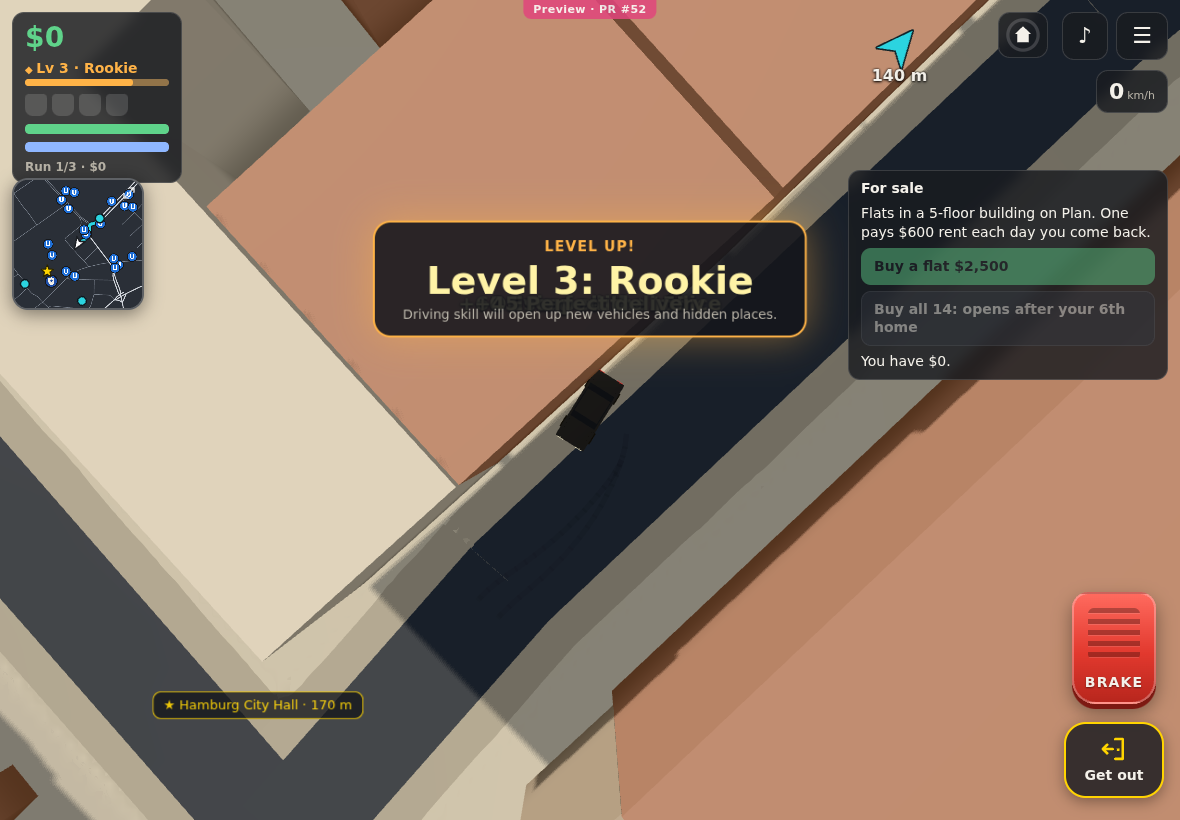 Preview · PR #52
$0
Lv 3 · Rookie
Run 1/3 · $0
140 m
0 km/h
For sale
Flats in a 5-floor building on Plan. One
pays $600 rent each day you come back.
Buy a flat $2,500
Buy all 14: opens after your 6th
home
You have $0.
LEVEL UP!
Level 3: Rookie
Driving skill will open up new vehicles and hidden places.
★ Hamburg City Hall · 170 m
BRAKE
Get out